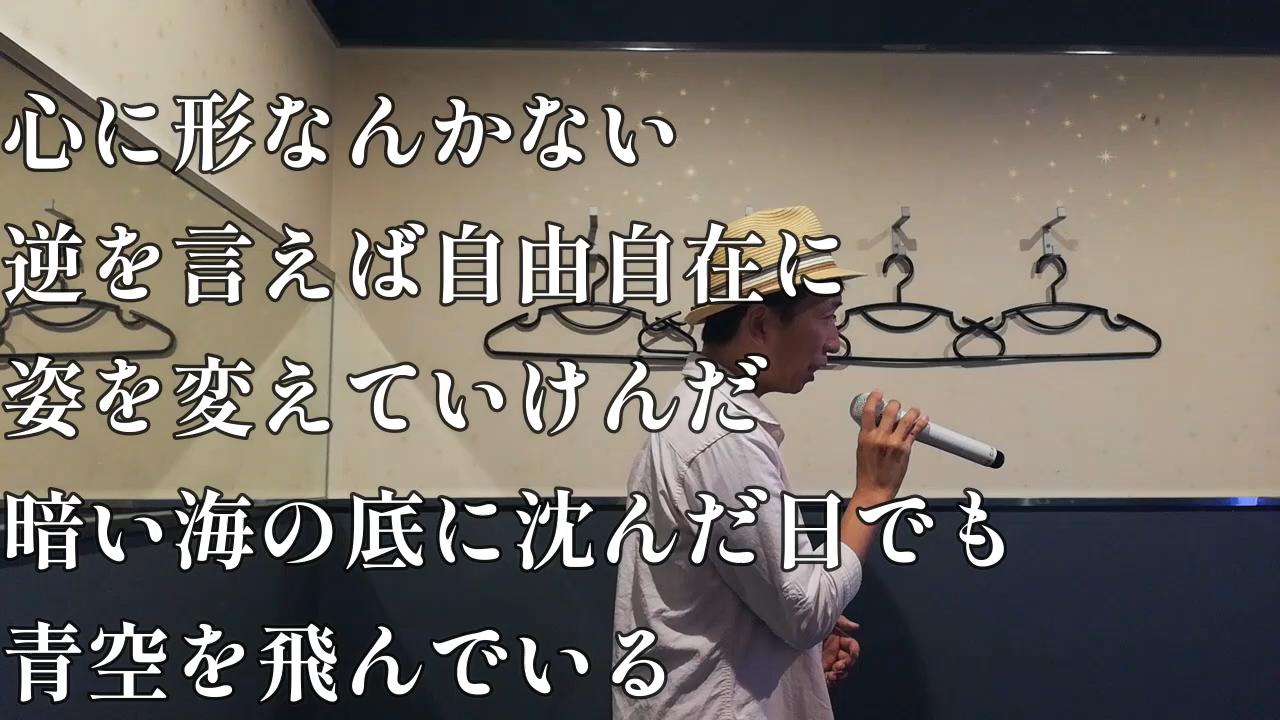 心に形なんかない
逆を言えば自由自在に
姿を変えていけんだ
暗い海の底に沈んだ日でも
青空を飛んでいる